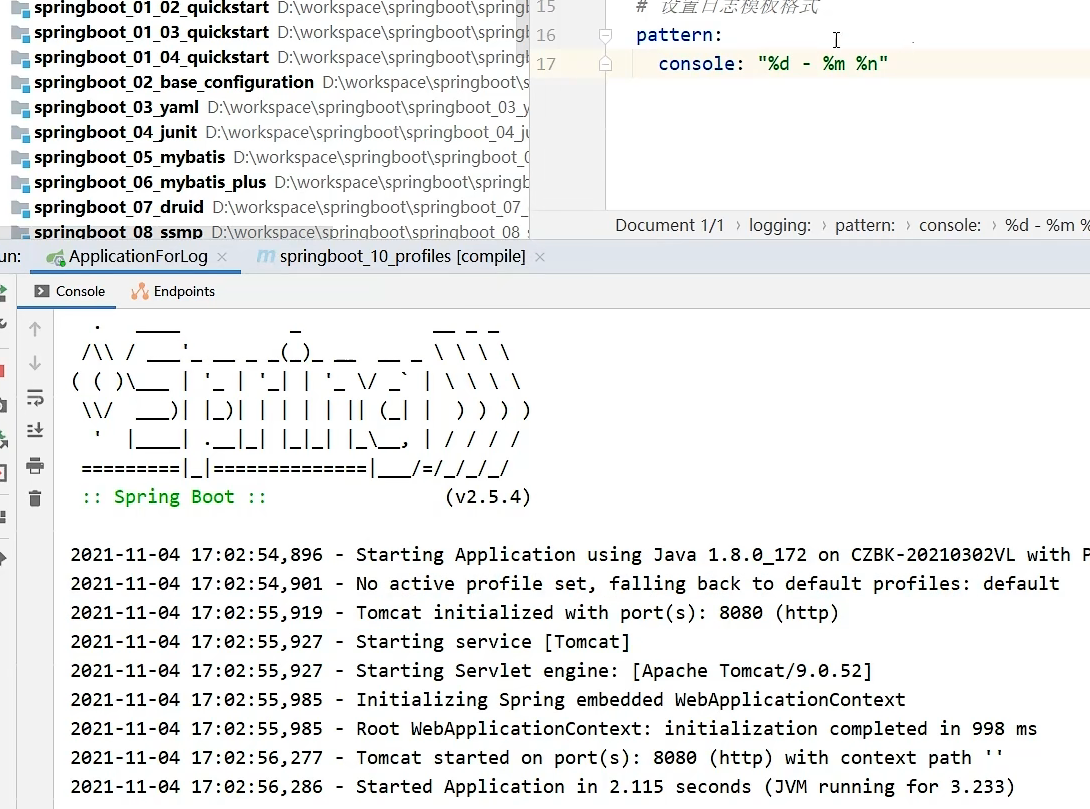 springboot_01_02_quickstart D:\workspace\springboot\springb
springboot_01_03_quickstart D:\workspace\springboot\springb
springboot_01_04_quickstart D:\workspace\springboot\springb
springboot_02_base_configuration D:\workspace\springboot\s
springboot_03_yaml D:\workspace\springboot\springboot_03_y
springboot_04_junit D:\workspace\springboot\springboot_04_ju
springboot_05_mybatis D:\workspace\springboot\springboot_0
springboot_06_mybatis_plus D:\workspace\springboot\springb
springboot_07_druid D:\workspace\springboot\springboot_07_
springboot_08_ssmp D:\workspace\springboot\springboot_08_s
15 # 设置日志模板格式
16 pattern:
17 console: "%d - %m %n"
Document 1/1 › logging: › pattern: › console: › %d - %m %
un: ApplicationForLog × springboot_10_profiles [compile] ×
Console Endpoints
  .   ____          _            __ _ _
 /\\ / ___'_ __ _ _(_)_ __  __ _ \ \ \ \
( ( )\___ | '_ | '_| | '_ \/ _` | \ \ \ \
 \\/  ___)| |_)| | | | | || (_| |  ) ) ) )
  '  |____| .__|_| |_|_| |_\__, | / / / /
 =========|_|==============|___/=/_/_/_/
:: Spring Boot :: (v2.5.4)
2021-11-04 17:02:54,896 - Starting Application using Java 1.8.0_172 on CZBK-20210302VL with P
2021-11-04 17:02:54,901 - No active profile set, falling back to default profiles: default
2021-11-04 17:02:55,919 - Tomcat initialized with port(s): 8080 (http)
2021-11-04 17:02:55,927 - Starting service [Tomcat]
2021-11-04 17:02:55,927 - Starting Servlet engine: [Apache Tomcat/9.0.52]
2021-11-04 17:02:55,985 - Initializing Spring embedded WebApplicationContext
2021-11-04 17:02:55,985 - Root WebApplicationContext: initialization completed in 998 ms
2021-11-04 17:02:56,277 - Tomcat started on port(s): 8080 (http) with context path ''
2021-11-04 17:02:56,286 - Started Application in 2.115 seconds (JVM running for 3.233)